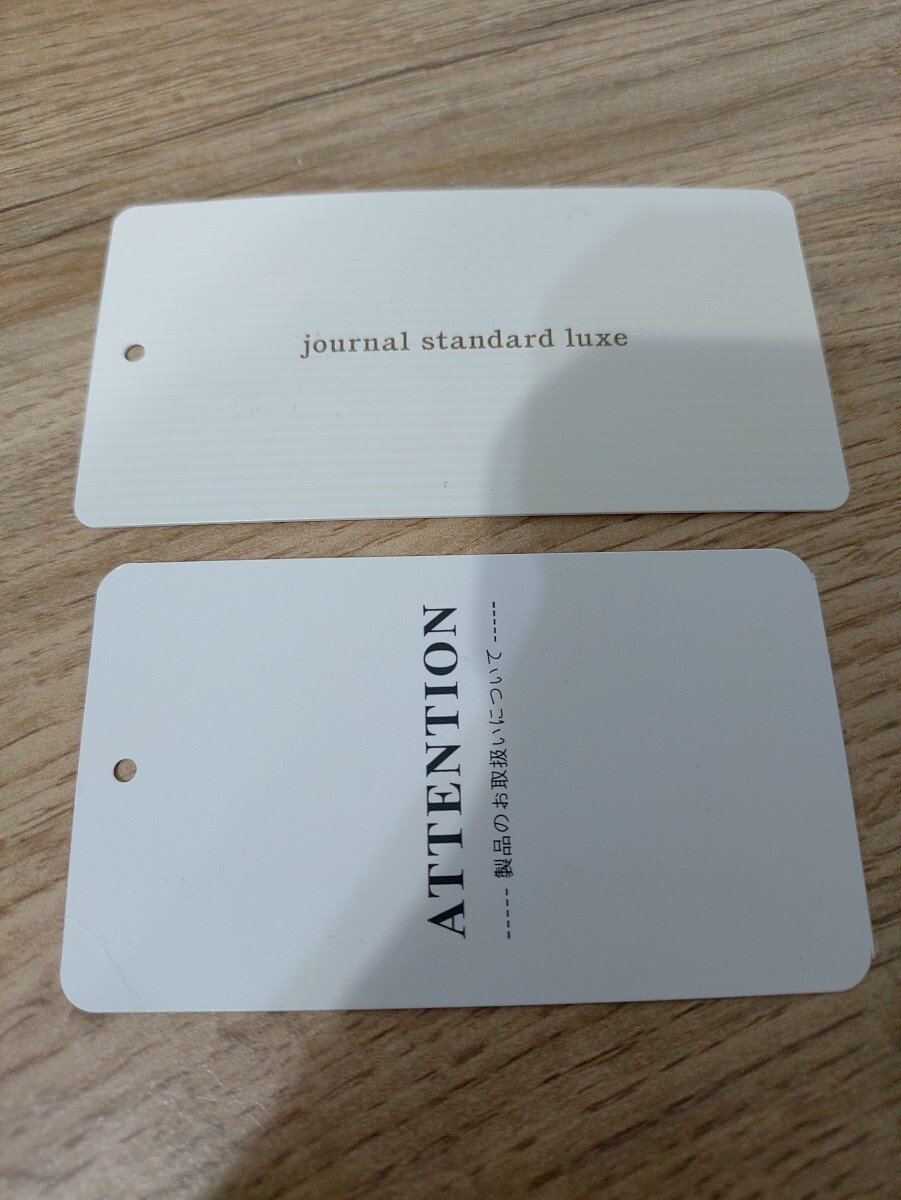 journal standard luxe
ATTENTION
----- 製品のお取扱いについて -----